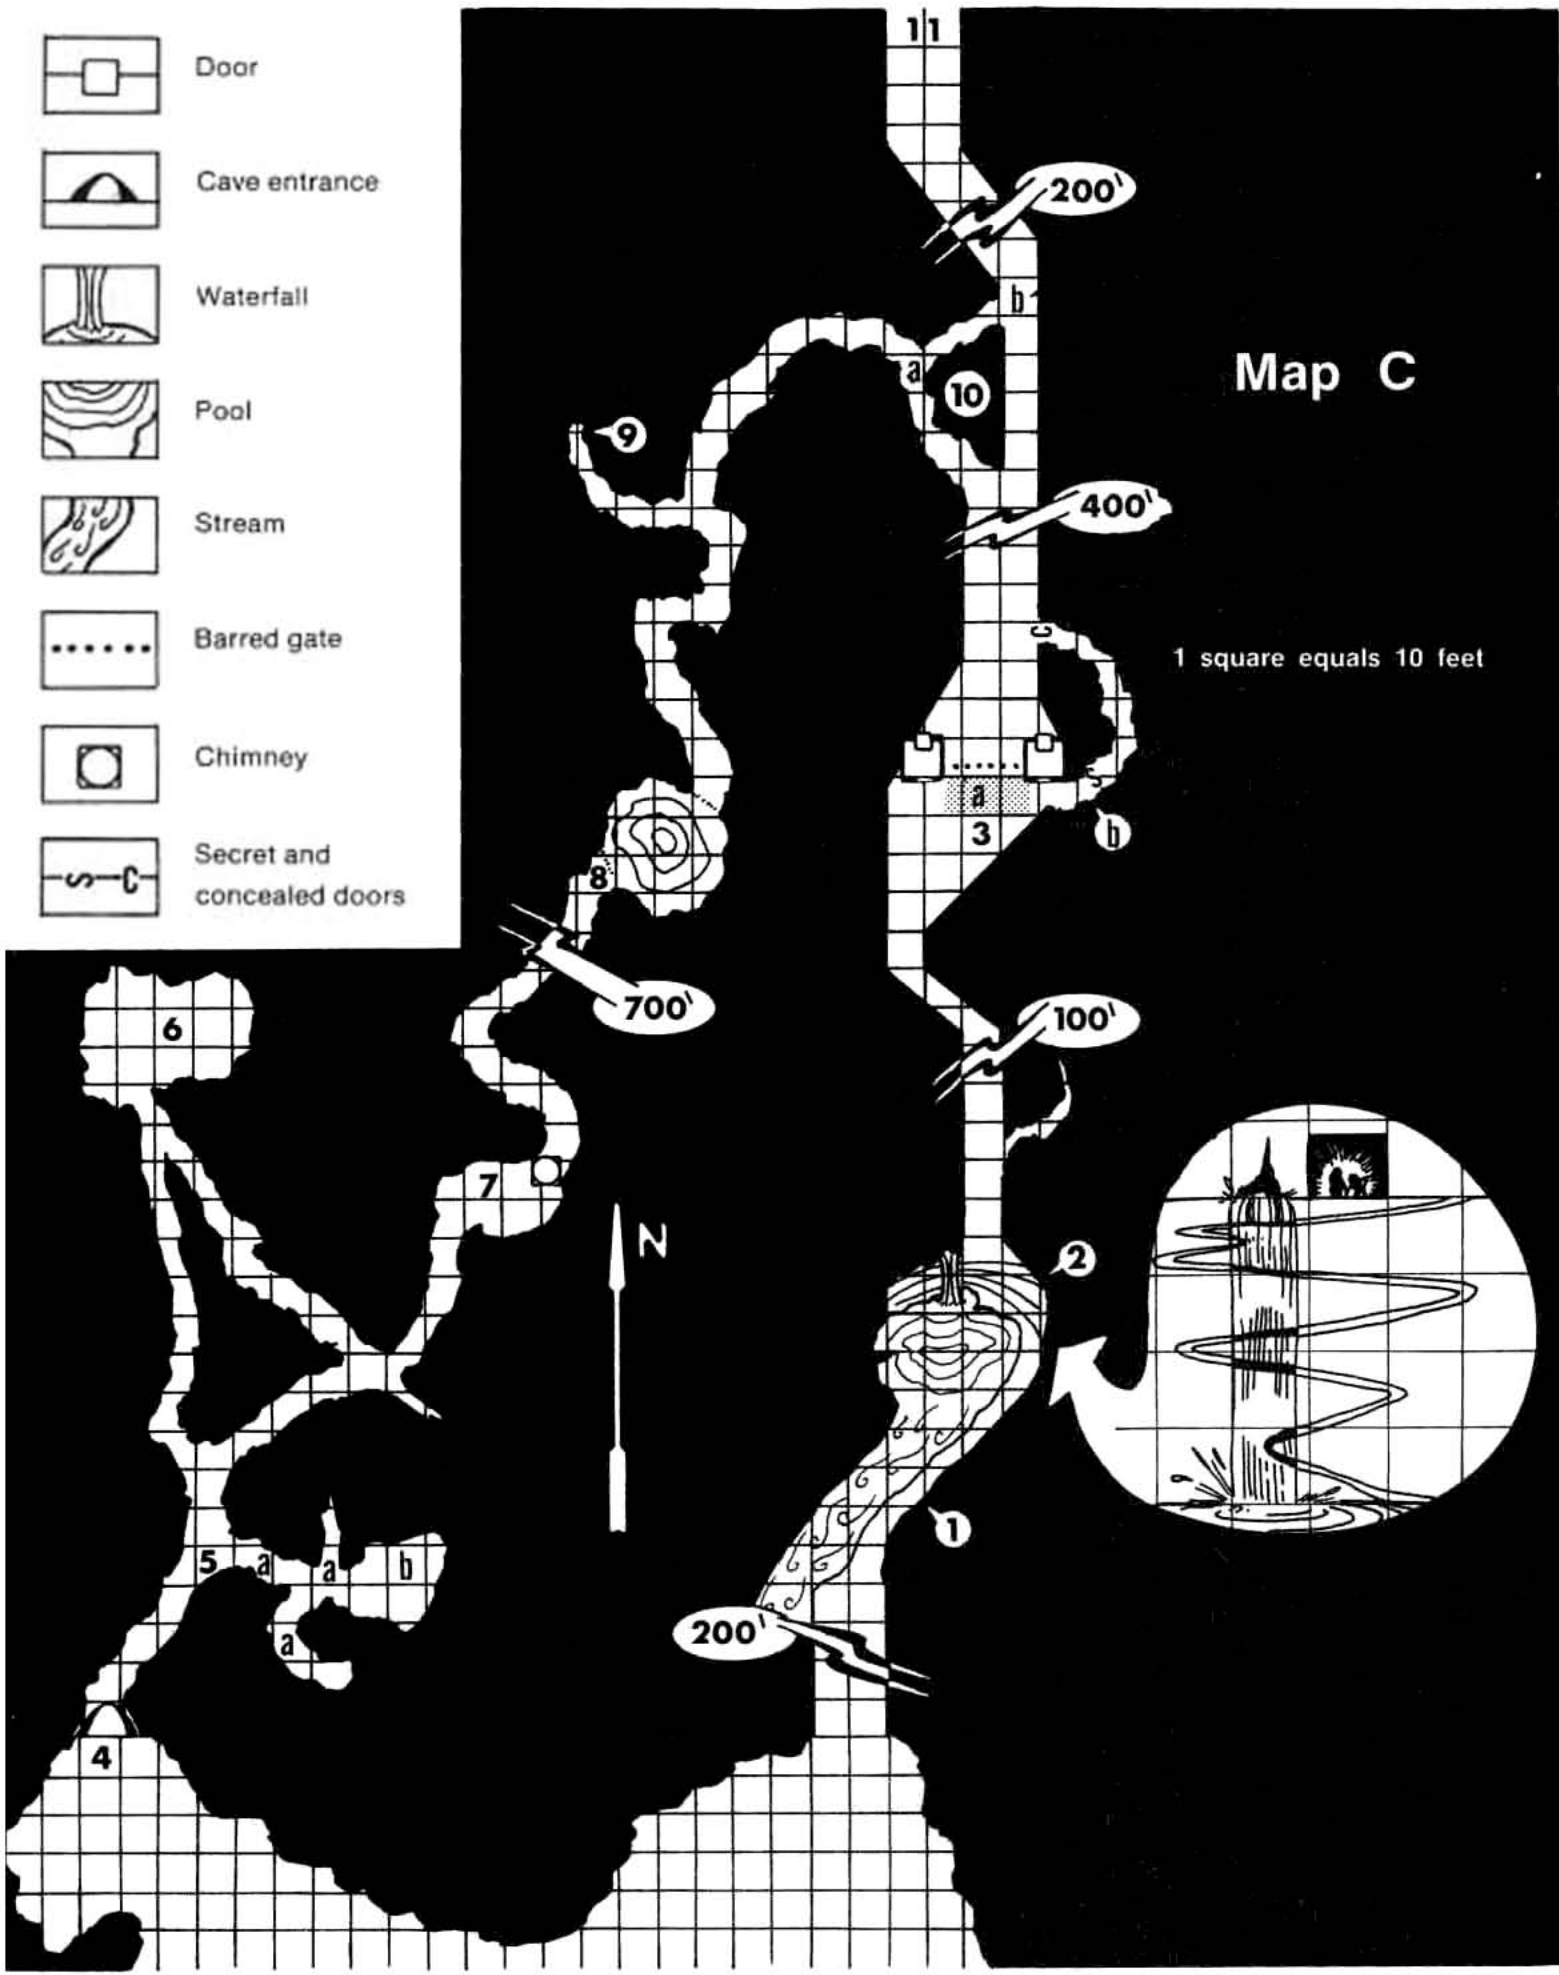 Door
Cave entrance
Waterfall
Pool
Stream
Barred gate
Chimney
Secret and
concealed doors
S C
Map C
1 square equals 10 feet
11
200'
b
a
10
9
400'
C
S
a
3
b
8
700'
100'
6
7
N
2
1
5
a
a
b
a
200'
4